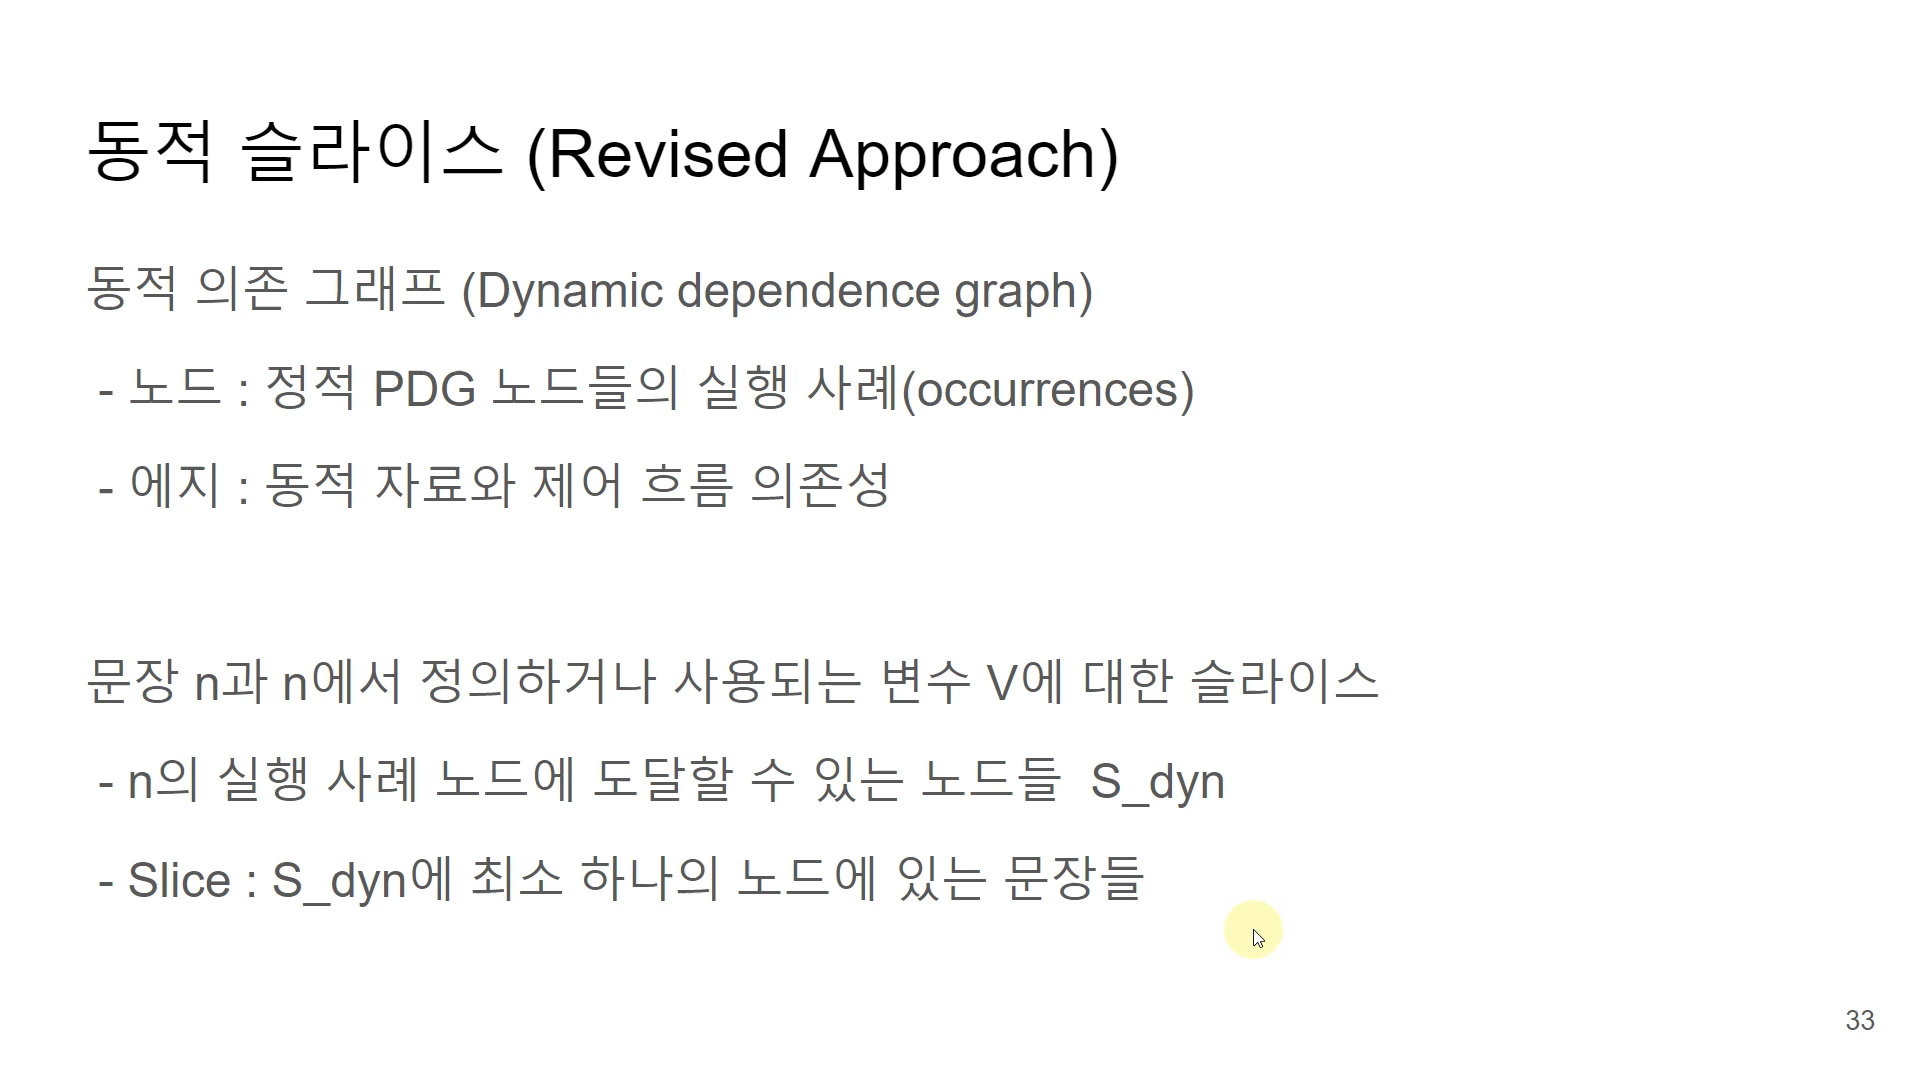 동적 슬라이스 (Revised Approach)
동적 의존 그래프 (Dynamic dependence graph)
- 노드 : 정적 PDG 노드들의 실행 사례(occurrences)
- 에지 : 동적 자료와 제어 흐름 의존성
문장 n과 n에서 정의하거나 사용되는 변수 V에 대한 슬라이스
- n의 실행 사례 노드에 도달할 수 있는 노드들 S_dyn
- Slice : S_dyn에 최소 하나의 노드에 있는 문장들
33